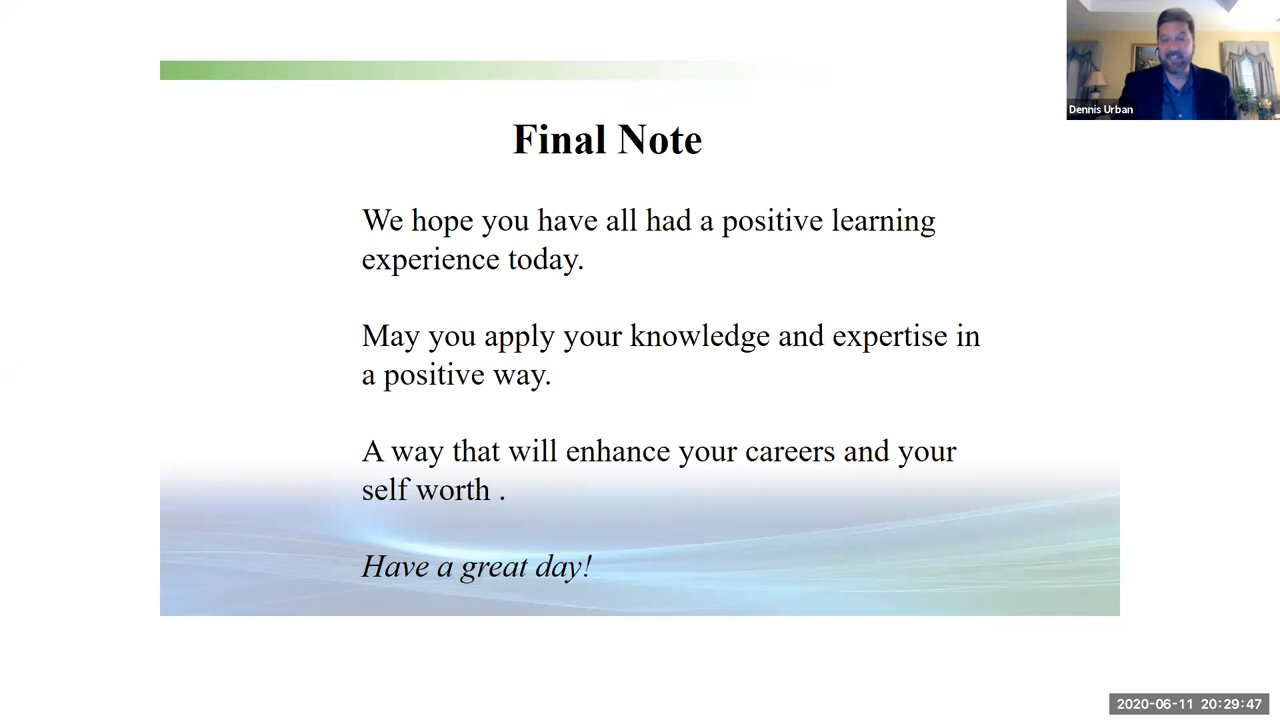 Dennis Urban
Final Note
We hope you have all had a positive learning
experience today.
May you apply your knowledge and expertise in
a positive way.
A way that will enhance your careers and your
self worth .
Have a great day!
2020-06-11 20:29:47